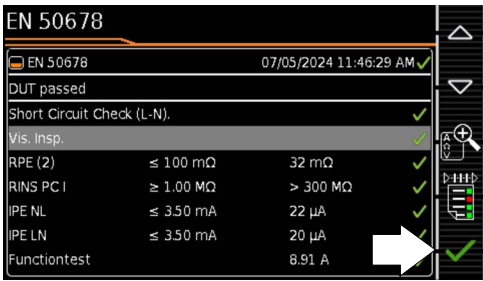 EN 50678
EN 50678 07/05/2024 11:46:29 AM
DUT passed
Short Circuit Check (L-N).
Vis. Insp.
RPE (2) ≤ 100 mΩ 32 mΩ
RINS PC I ≥ 1.00 MΩ > 300 MΩ
IPE NL ≤ 3.50 mA 22 µA
IPE LN ≤ 3.50 mA 20 µA
Functiontest 8.91 A
A
Ω
V